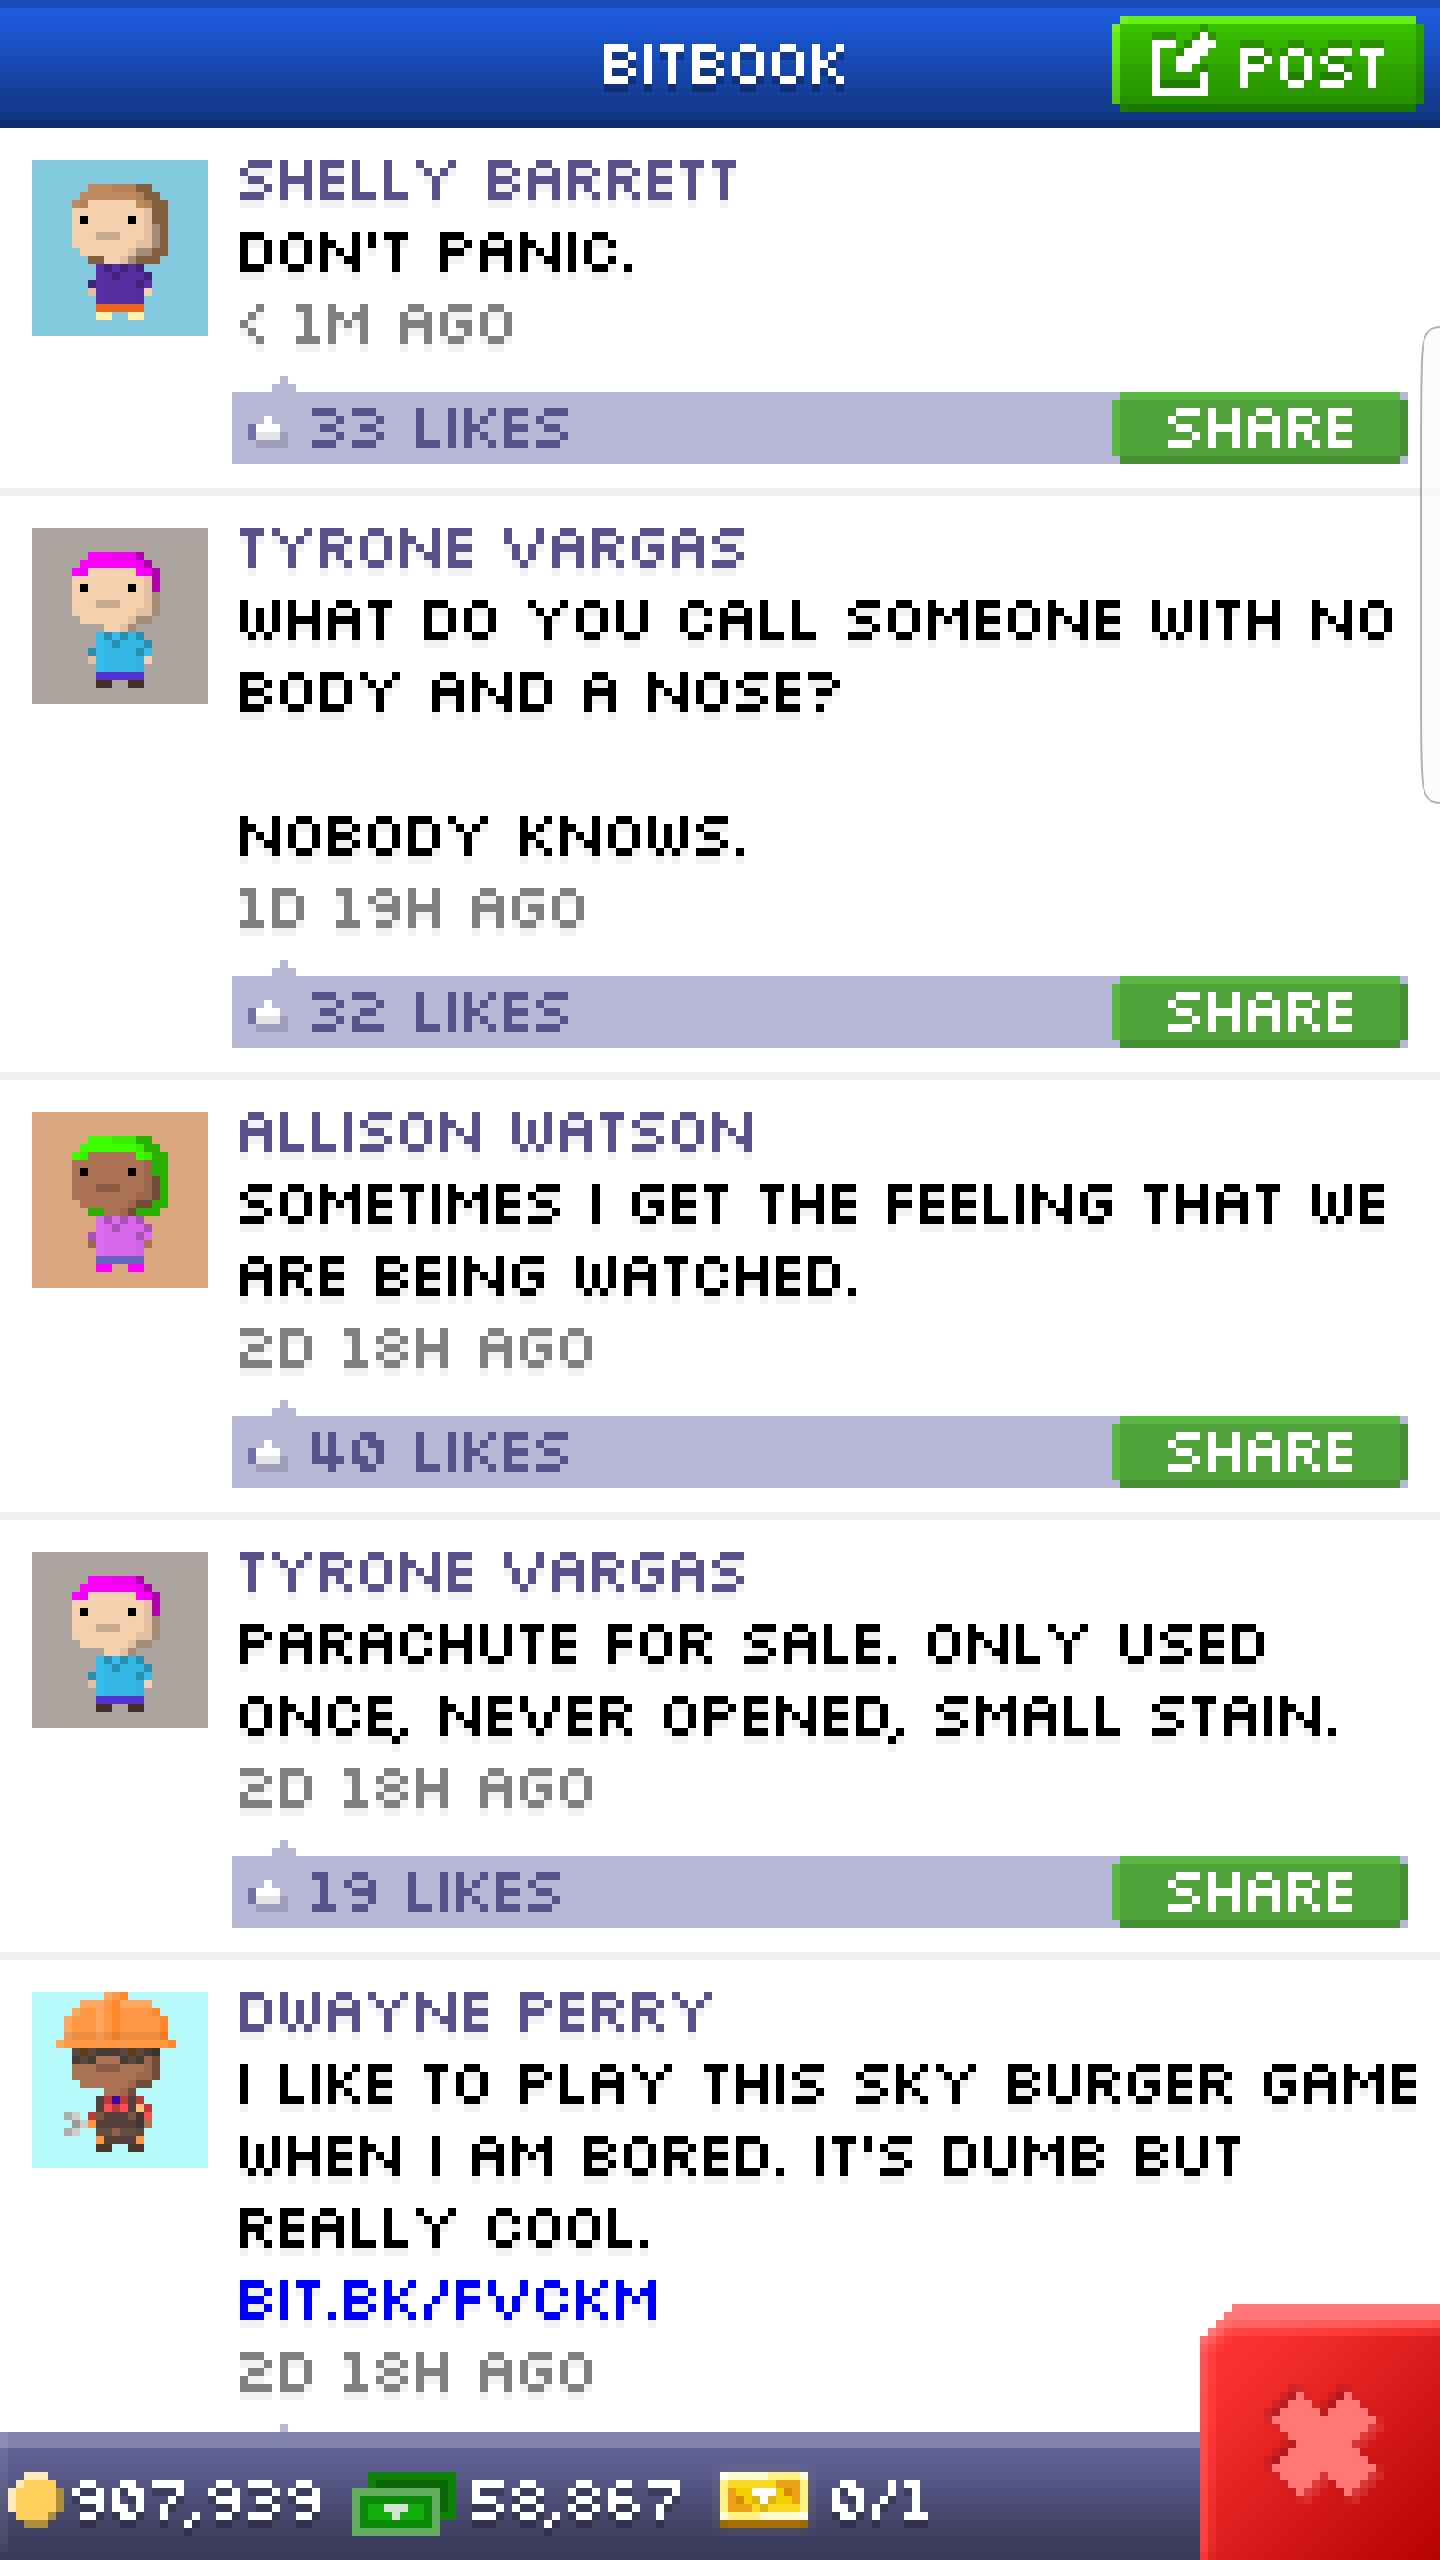 BITBOOK
POST
SHELLY BARRETT
DON'T PANIC.
< 1M AGO
33 LIKES
SHARE
TYRONE VARGAS
WHAT DO YOU CALL SOMEONE WITH NO
BODY AND A NOSE?
NOBODY KNOWS.
1D 19H AGO
32 LIKES
SHARE
ALLISON WATSON
SOMETIMES I GET THE FEELING THAT WE
ARE BEING WATCHED.
2D 18H AGO
40 LIKES
SHARE
TYRONE VARGAS
PARACHUTE FOR SALE. ONLY USED
ONCE, NEVER OPENED, SMALL STAIN.
2D 18H AGO
19 LIKES
SHARE
DWAYNE PERRY
I LIKE TO PLAY THIS SKY BURGER GAME
WHEN I AM BORED. IT'S DUMB BUT
REALLY COOL.
BIT.BK/FVCKM
2D 18H AGO
907,939 58,867 0/1